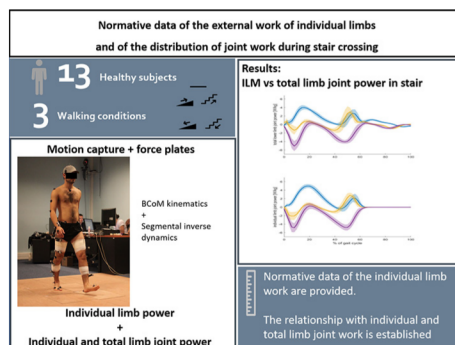 Normative data of the external work of individual limbs
and of the distribution of joint work during stair crossing
13 Healthy subjects
3 Walking conditions
Motion capture + force plates
BCoM kinematics
+
Segmental inverse
dynamics
Individual limb power
+
Individual and total limb joint power
Results:
ILM vs total limb joint power in stair
Normative data of the individual limb
work are provided.
The relationship with individual and
total limb joint work is established